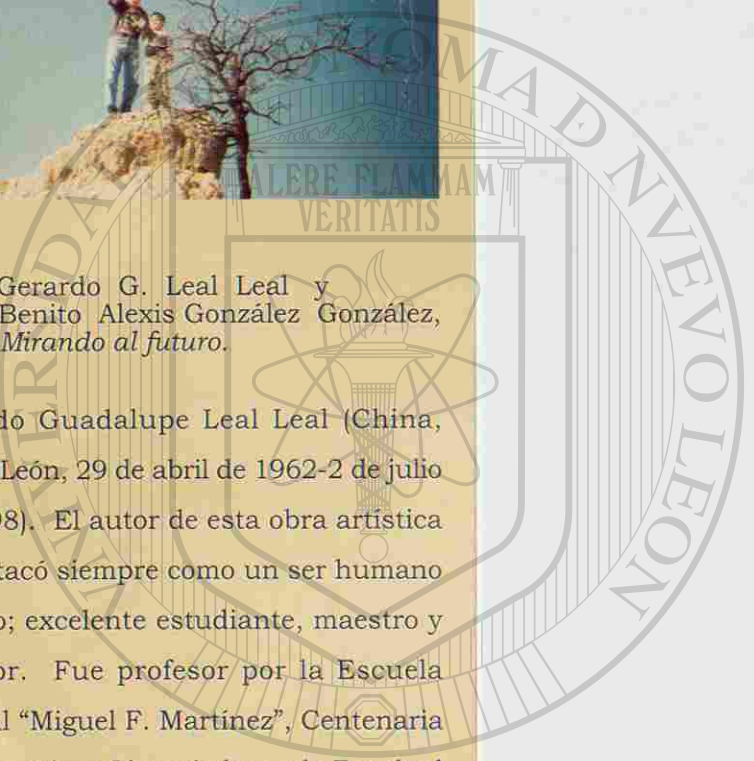 ALERE FLAMMAM
VERITATIS
Gerardo G. Leal Leal y
Benito Alexis González González,
Mirando al futuro.
do Guadalupe Leal Leal (China,
León, 29 de abril de 1962-2 de julio
98). El autor de esta obra artística
tacó siempre como un ser humano
o; excelente estudiante, maestro y
or. Fue profesor por la Escuela
al "Miguel F. Martínez", Centenaria